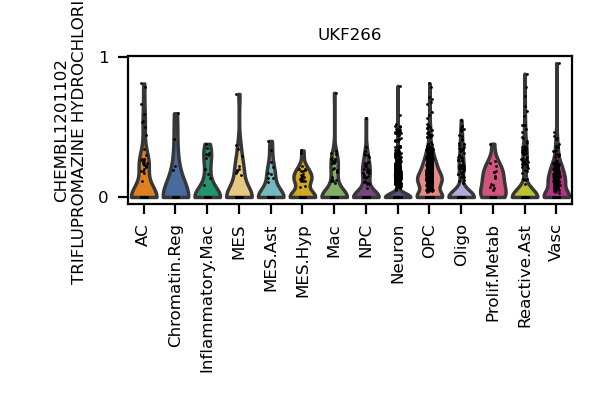 UKF266
CHEMBL1201102
TRIFLUPROMAZINE HYDROCHLORI
1
0
AC
Chromatin.Reg
Inflammatory.Mac
MES
MES.Ast
MES.Hyp
Mac
NPC
Neuron
OPC
Oligo
Prolif.Metab
Reactive.Ast
Vasc